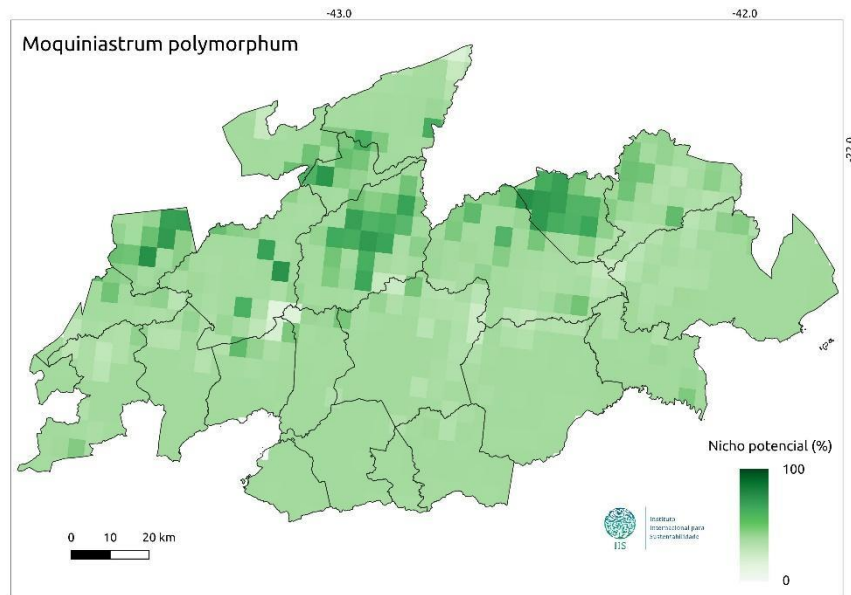 -43.0
-42.0
Moquiniastrum polymorphum
-22.0
Nicho potencial (%)
100
0
0 10 20 km
IIS
Instituto
Internacional para
Sustentabilidade